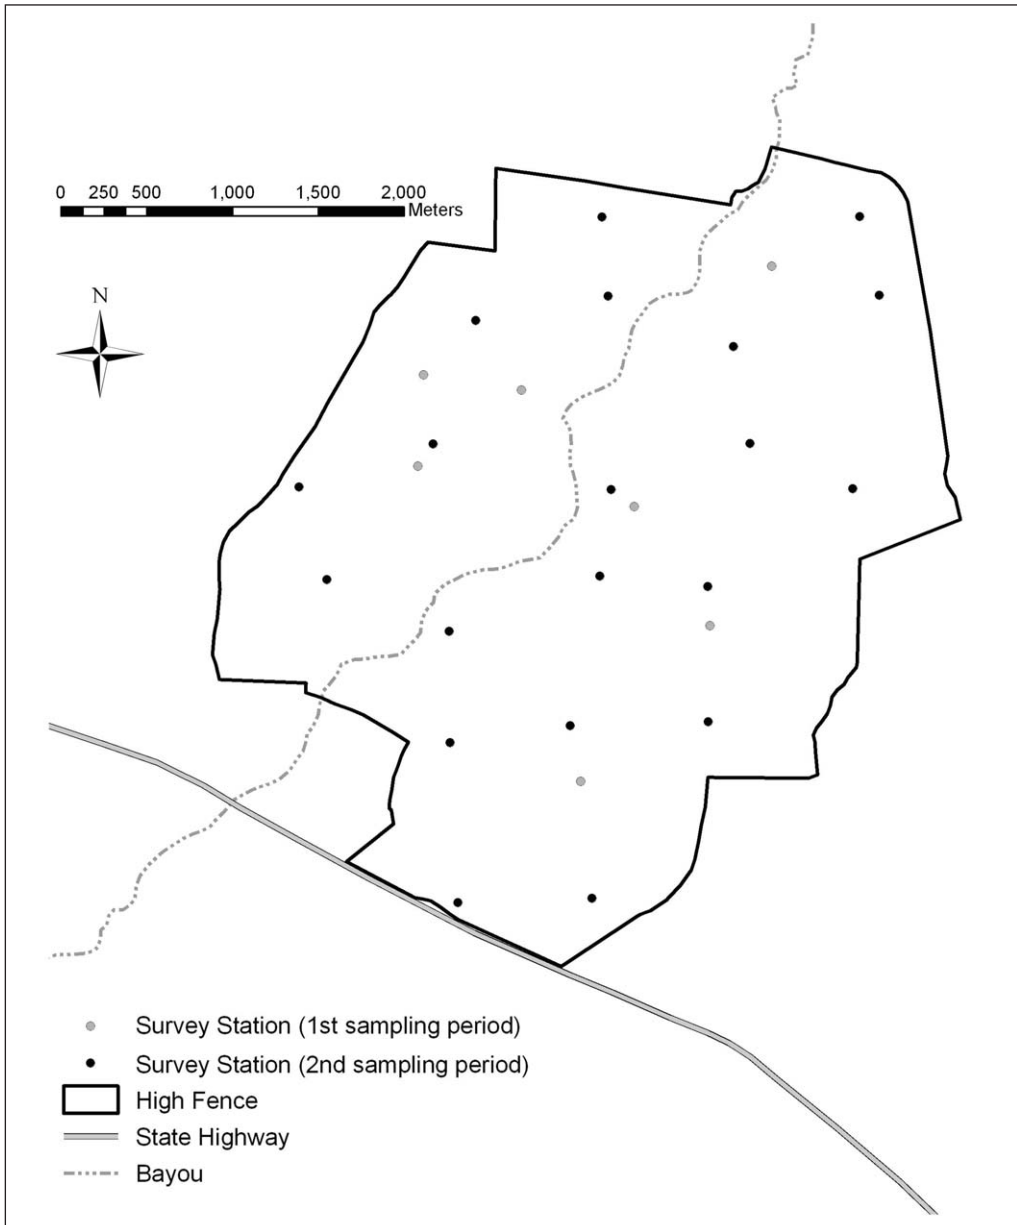 0 250 500 1,000 1,500 2,000
Meters
N
Survey Station (1st sampling period)
Survey Station (2nd sampling period)
High Fence
State Highway
Bayou